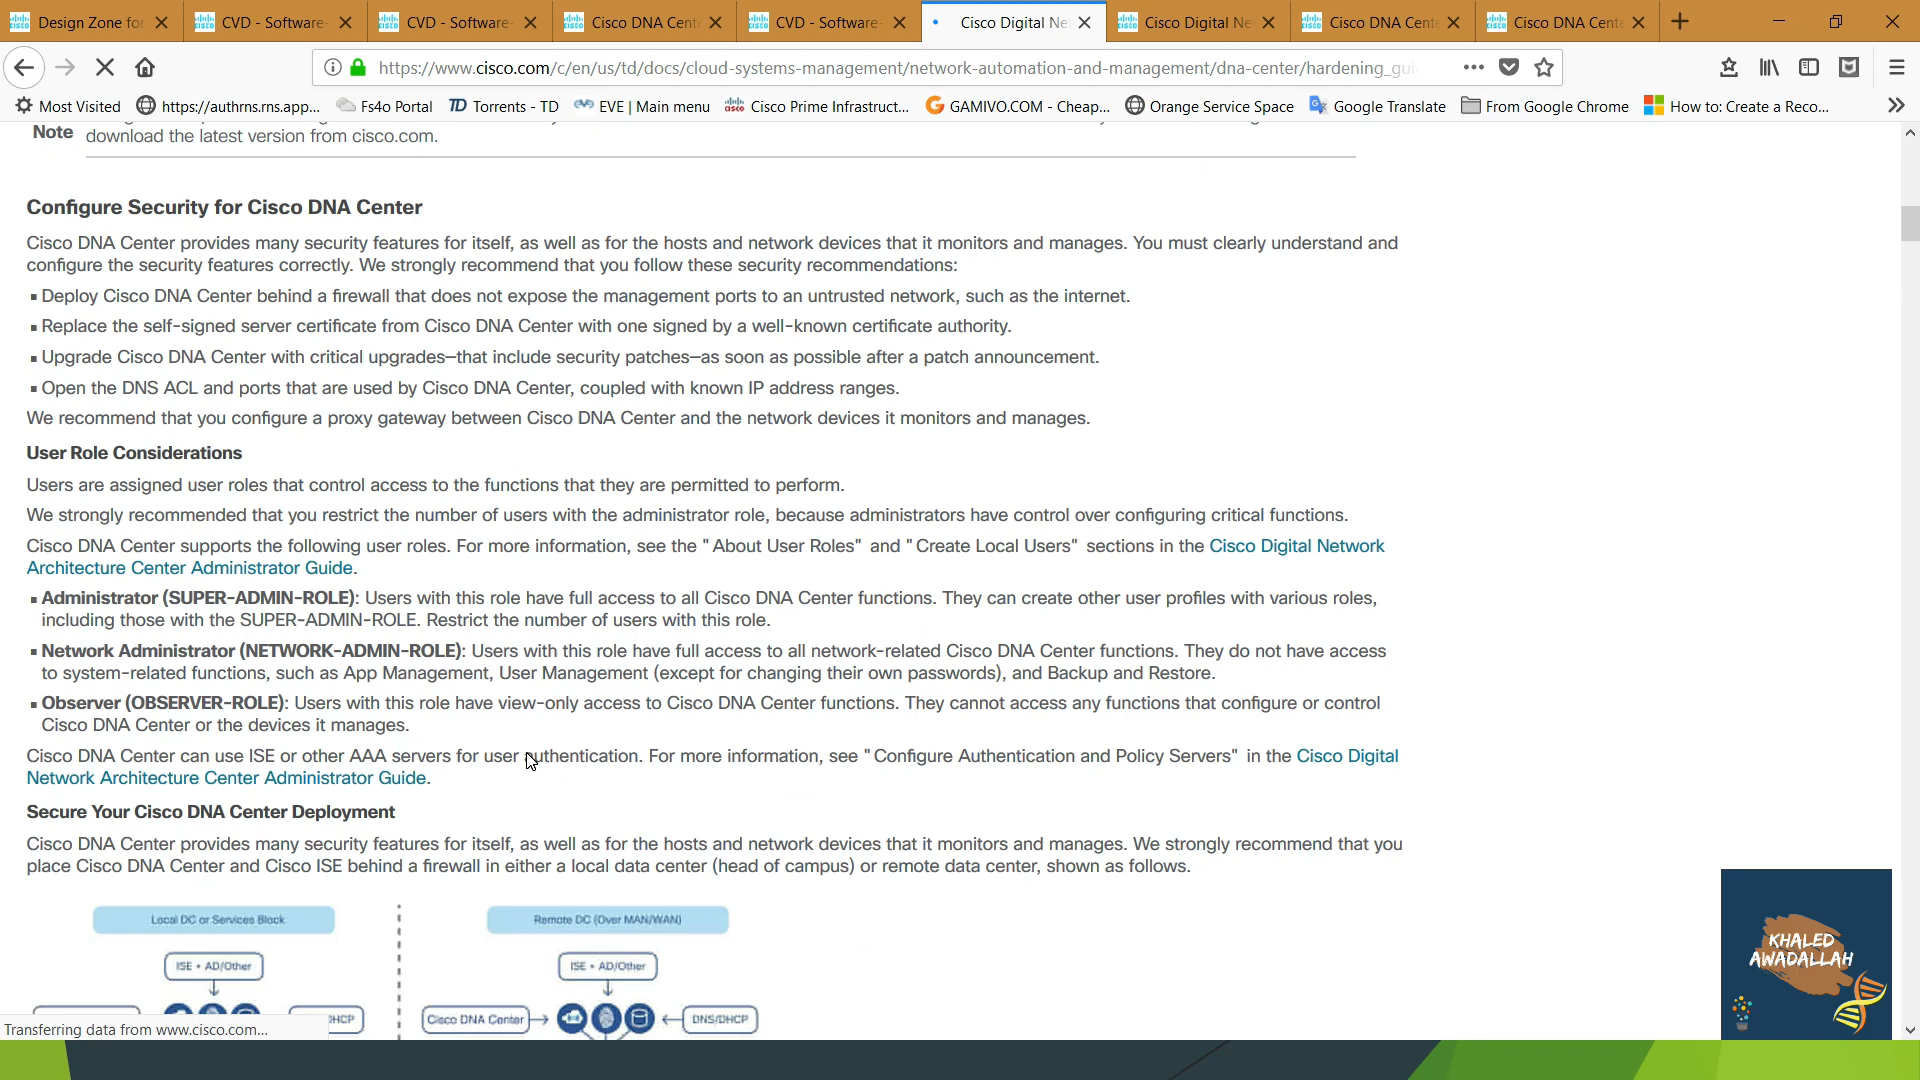 Design Zone for
CVD - Software-
CVD - Software-
Cisco DNA Cente
CVD - Software-
Cisco Digital Ne
Cisco Digital Ne
Cisco DNA Cent
Cisco DNA Cente
https://www.cisco.com/c/en/us/td/docs/cloud-systems-management/network-automation-and-management/dna-center/hardening_gui
Most Visited
https://authrns.rns.app...
Fs4o Portal
TD Torrents - TD
EVE | Main menu
Cisco Prime Infrastruct...
GAMIVO.COM - Cheap...
Orange Service Space
Google Translate
From Google Chrome
How to: Create a Reco...
Note
download the latest version from cisco.com.
Configure Security for Cisco DNA Center
Cisco DNA Center provides many security features for itself, as well as for the hosts and network devices that it monitors and manages. You must clearly understand and
configure the security features correctly. We strongly recommend that you follow these security recommendations:
▪ Deploy Cisco DNA Center behind a firewall that does not expose the management ports to an untrusted network, such as the internet.
▪ Replace the self-signed server certificate from Cisco DNA Center with one signed by a well-known certificate authority.
▪ Upgrade Cisco DNA Center with critical upgrades—that include security patches—as soon as possible after a patch announcement.
▪ Open the DNS ACL and ports that are used by Cisco DNA Center, coupled with known IP address ranges.
We recommend that you configure a proxy gateway between Cisco DNA Center and the network devices it monitors and manages.
User Role Considerations
Users are assigned user roles that control access to the functions that they are permitted to perform.
We strongly recommended that you restrict the number of users with the administrator role, because administrators have control over configuring critical functions.
Cisco DNA Center supports the following user roles. For more information, see the "About User Roles" and "Create Local Users" sections in the Cisco Digital Network
Architecture Center Administrator Guide.
▪ Administrator (SUPER-ADMIN-ROLE): Users with this role have full access to all Cisco DNA Center functions. They can create other user profiles with various roles,
including those with the SUPER-ADMIN-ROLE. Restrict the number of users with this role.
▪ Network Administrator (NETWORK-ADMIN-ROLE): Users with this role have full access to all network-related Cisco DNA Center functions. They do not have access
to system-related functions, such as App Management, User Management (except for changing their own passwords), and Backup and Restore.
▪ Observer (OBSERVER-ROLE): Users with this role have view-only access to Cisco DNA Center functions. They cannot access any functions that configure or control
Cisco DNA Center or the devices it manages.
Cisco DNA Center can use ISE or other AAA servers for user authentication. For more information, see "Configure Authentication and Policy Servers" in the Cisco Digital
Network Architecture Center Administrator Guide.
Secure Your Cisco DNA Center Deployment
Cisco DNA Center provides many security features for itself, as well as for the hosts and network devices that it monitors and manages. We strongly recommend that you
place Cisco DNA Center and Cisco ISE behind a firewall in either a local data center (head of campus) or remote data center, shown as follows.
Local DC or Services Block
Remote DC (Over MAN/WAN)
ISE + AD/Other
ISE + AD/Other
DHCP
Cisco DNA Center
DNS/DHCP
Transferring data from www.cisco.com...
KHALED
AWADALLAH